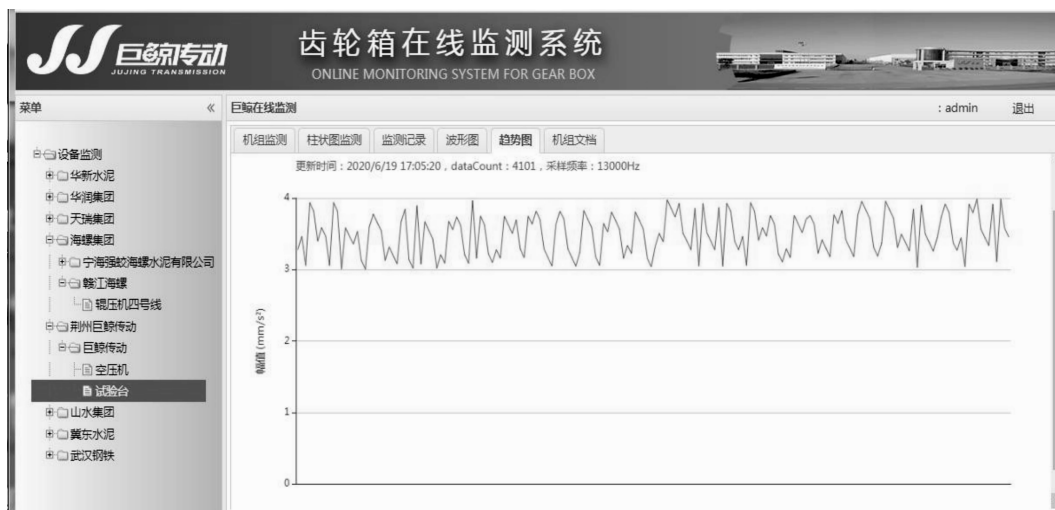 巨鲸传动
JUJING TRANSMISSION
齿轮箱在线监测系统
ONLINE MONITORING SYSTEM FOR GEAR BOX
菜单 «
巨鲸在线监测
: admin 退出
机组监测 柱状图监测 监测记录 波形图 趋势图 机组文档
更新时间：2020/6/19 17:05:20，dataCount：4101，采样频率：13000Hz
设备监测
华新水泥
华润集团
天瑞集团
海螺集团
宁海强蛟海螺水泥有限公司
赣江海螺
辊压机四号线
荆州巨鲸传动
巨鲸传动
空压机
试验台
山水集团
冀东水泥
武汉钢铁
幅值 (mm/s²)
4
3
2
1
0